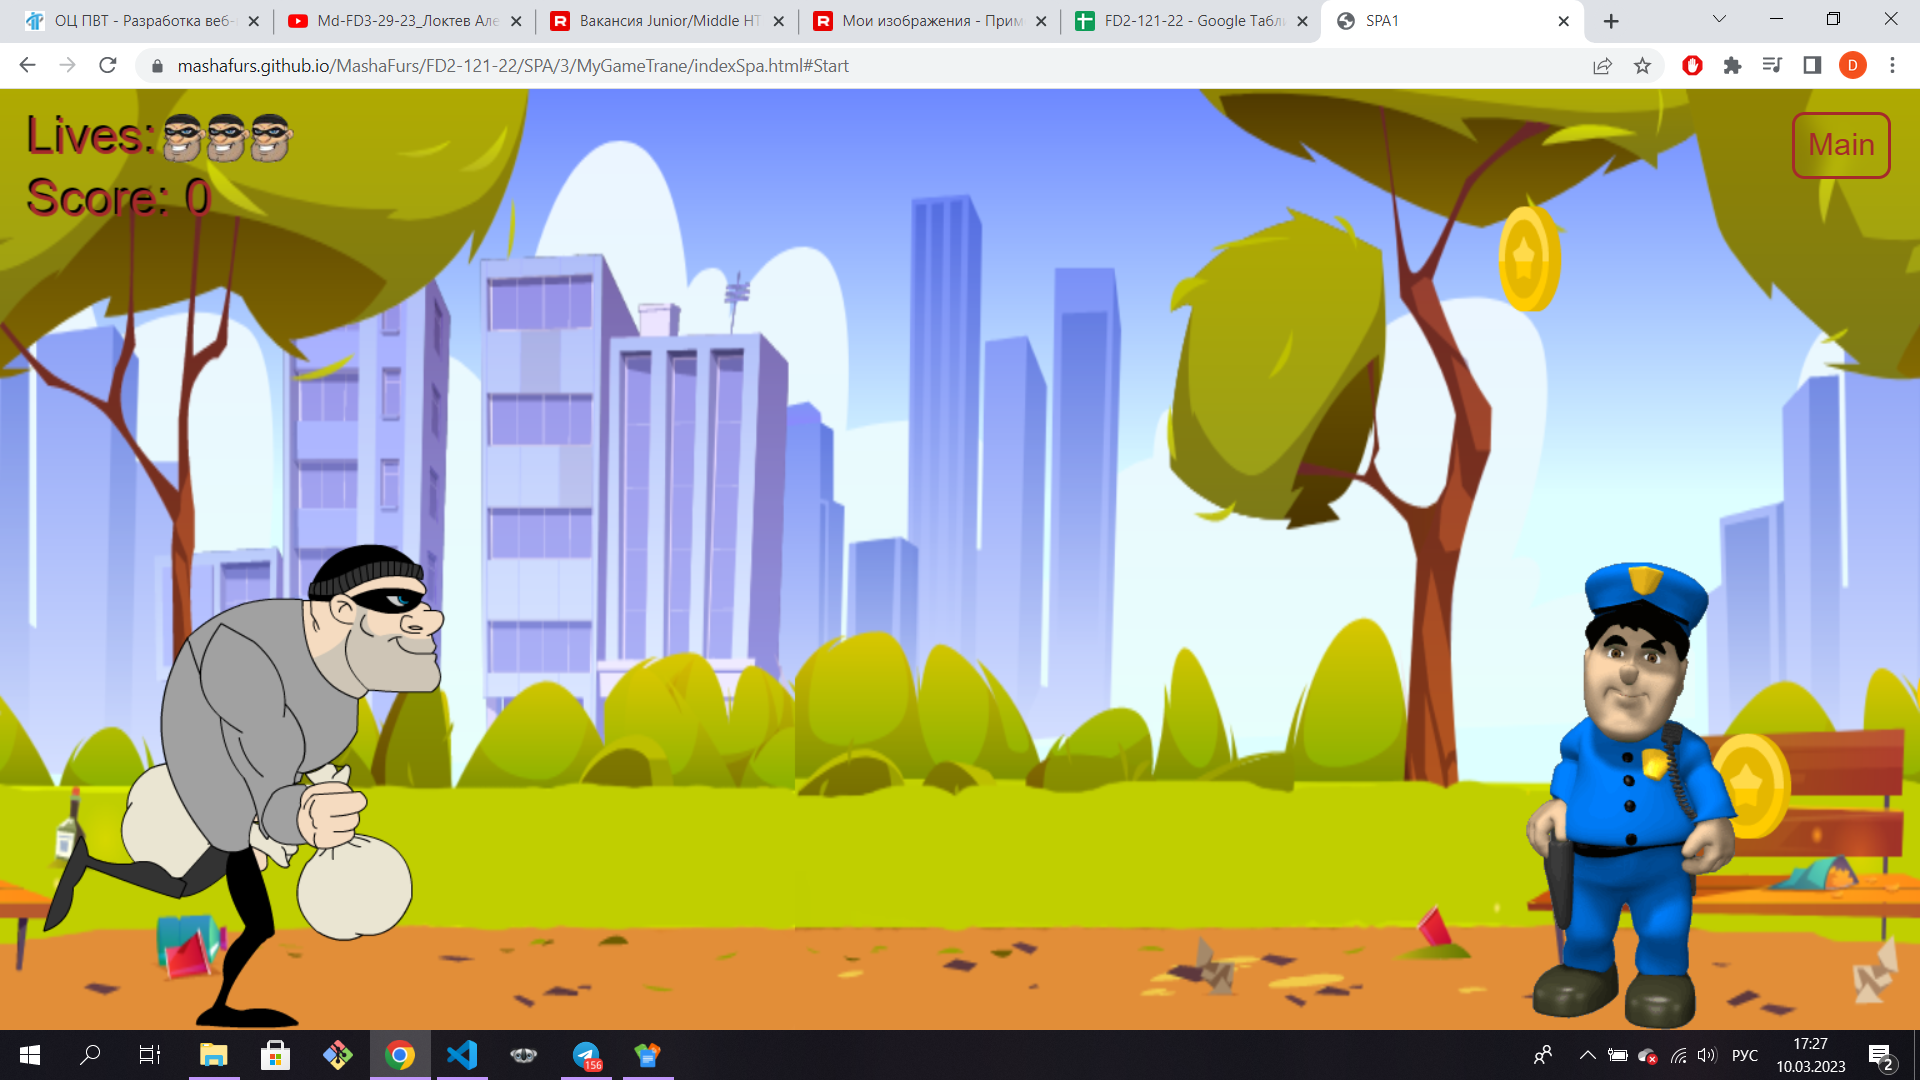 ОЦ ПВТ - Разработка веб-
Md-FD3-29-23_Локтев Але
Вакансия Junior/Middle HT
Мои изображения - Прим
FD2-121-22 - Google Табли
SPA1
mashafurs.github.io/MashaFurs/FD2-121-22/SPA/3/MyGameTrane/indexSpa.html#Start
D
Lives:
Score: 0
Main
156
РУС
17:27
10.03.2023
2